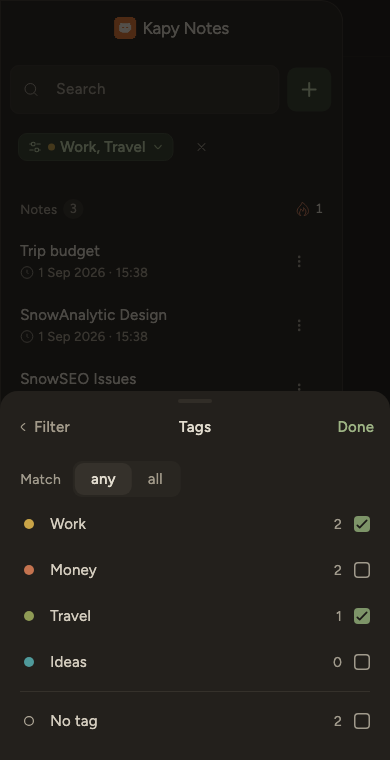 Kapy Notes
Search
Work, Travel
Notes 3
1
Trip budget
1 Sep 2026 · 15:38
SnowAnalytic Design
1 Sep 2026 · 15:38
SnowSEO Issues
Filter
Tags
Done
Match any all
Work 2
Money 2
Travel 1
Ideas 0
No tag 2